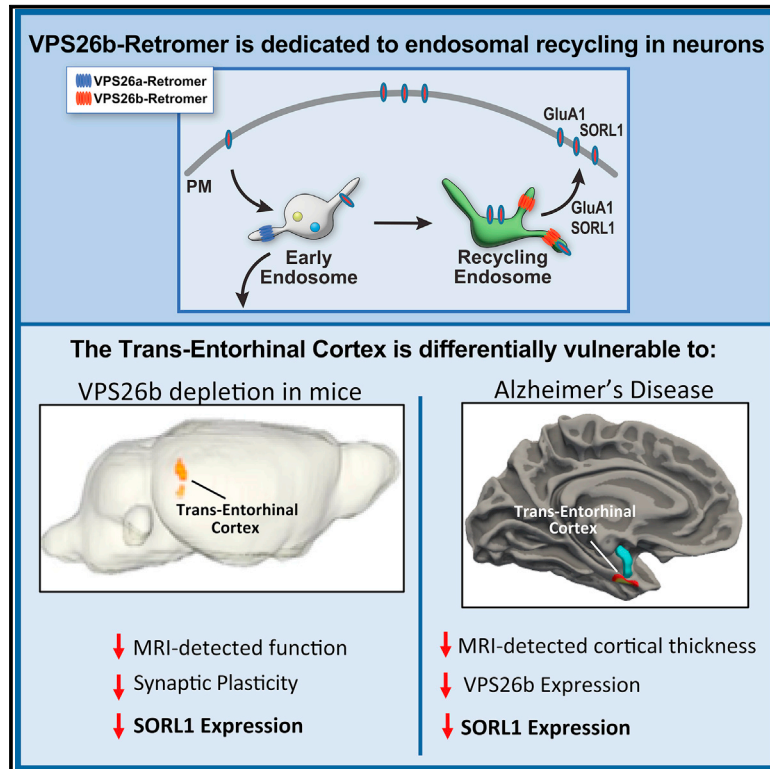 VPS26b-Retromer is dedicated to endosomal recycling in neurons
VPS26a-Retromer
VPS26b-Retromer
GluA1
SORL1
PM
GluA1
SORL1
Early
Endosome
Recycling
Endosome
The Trans-Entorhinal Cortex is differentially vulnerable to:
VPS26b depletion in mice
Trans-Entorhinal
Cortex
MRI-detected function
Synaptic Plasticity
SORL1 Expression
Alzheimer’s Disease
Trans-Entorhinal
Cortex
MRI-detected cortical thickness
VPS26b Expression
SORL1 Expression